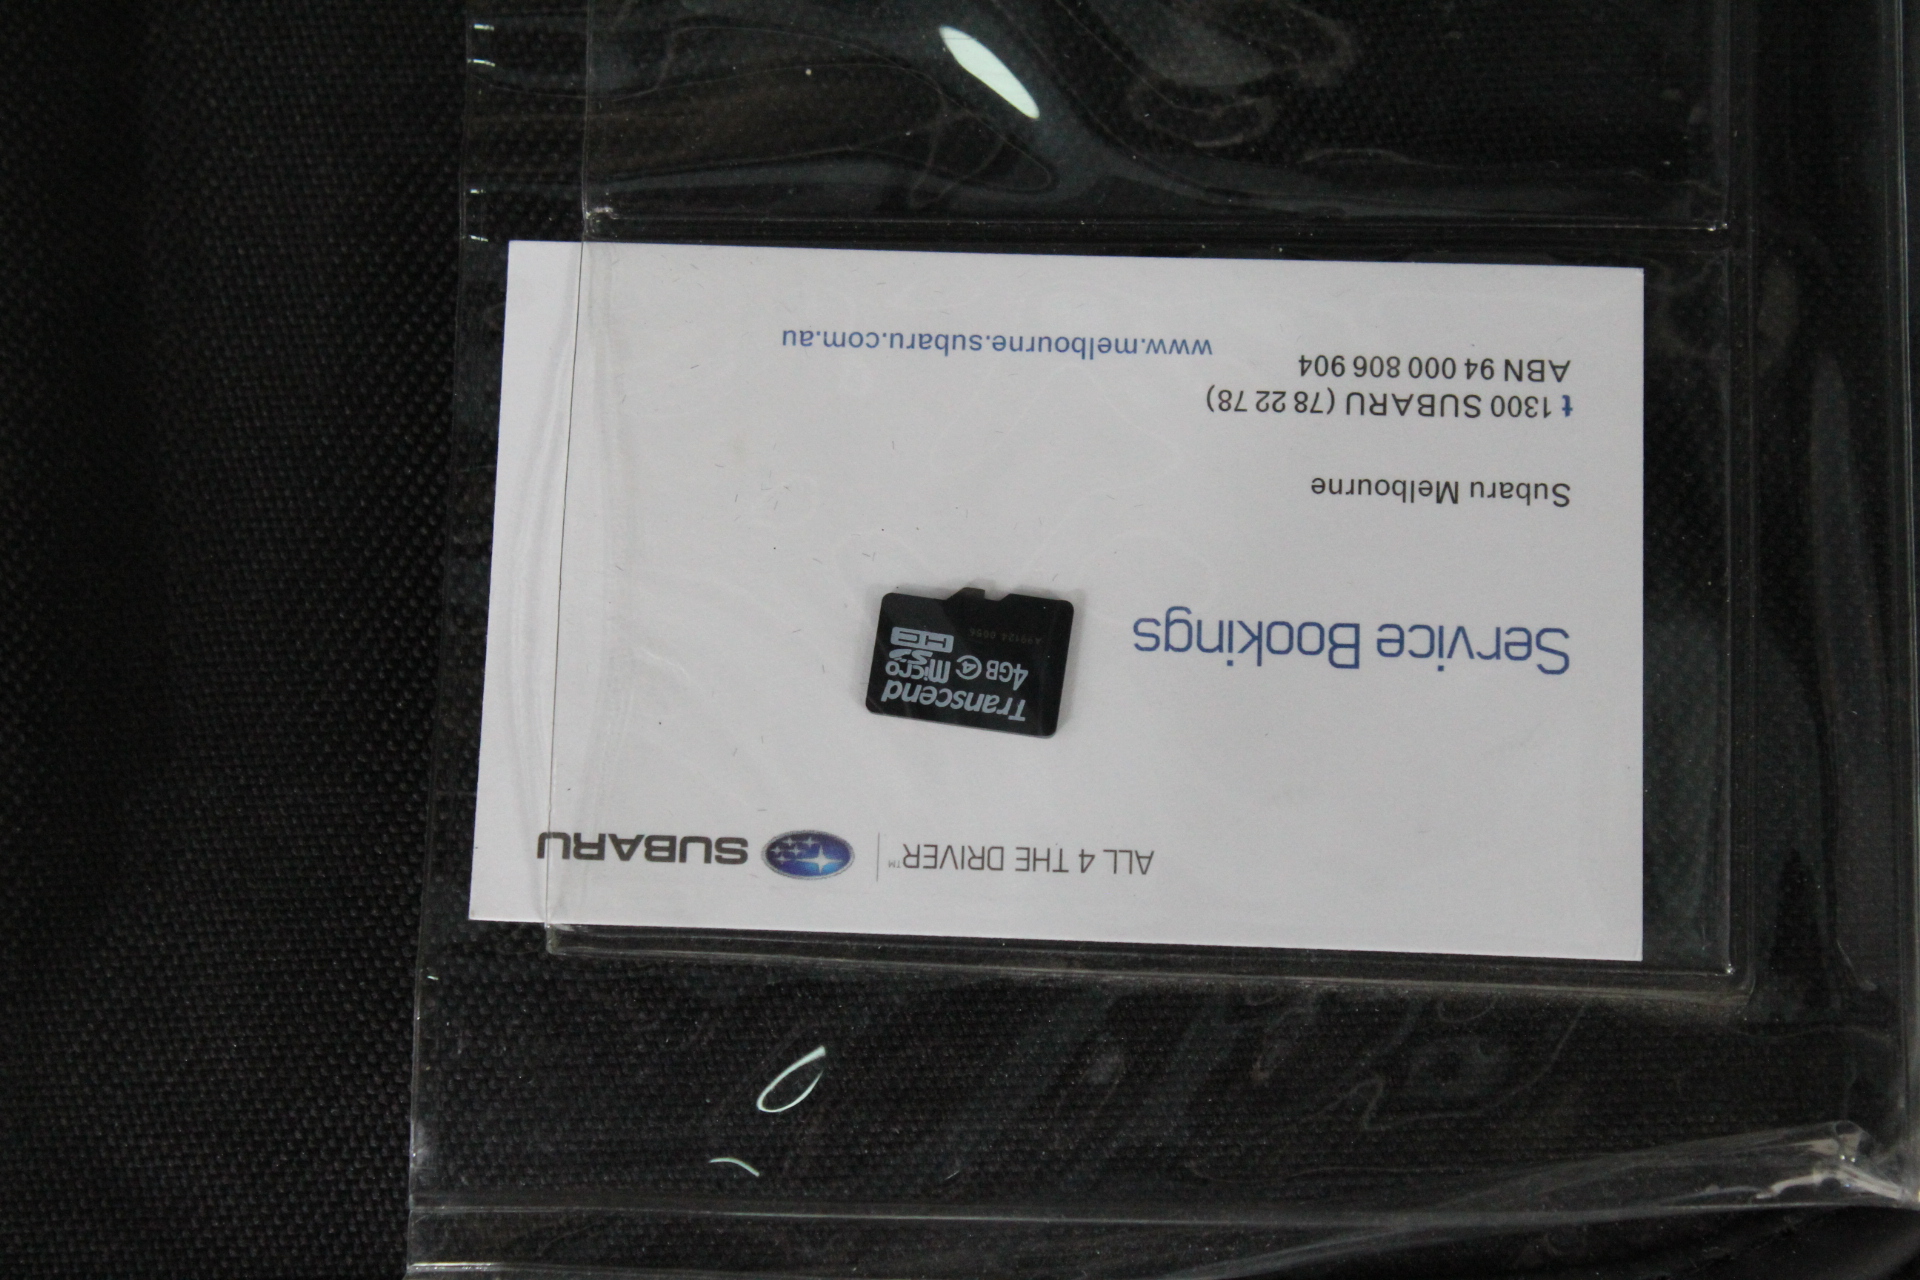 ALL 4 THE DRIVER™ SUBARU
Service Bookings
Transcend
4GB 4 micro
SD
HC
Subaru Melbourne
t 1300 SUBARU (78 22 78)
ABN 94 000 806 904
www.melbourne.subaru.com.au